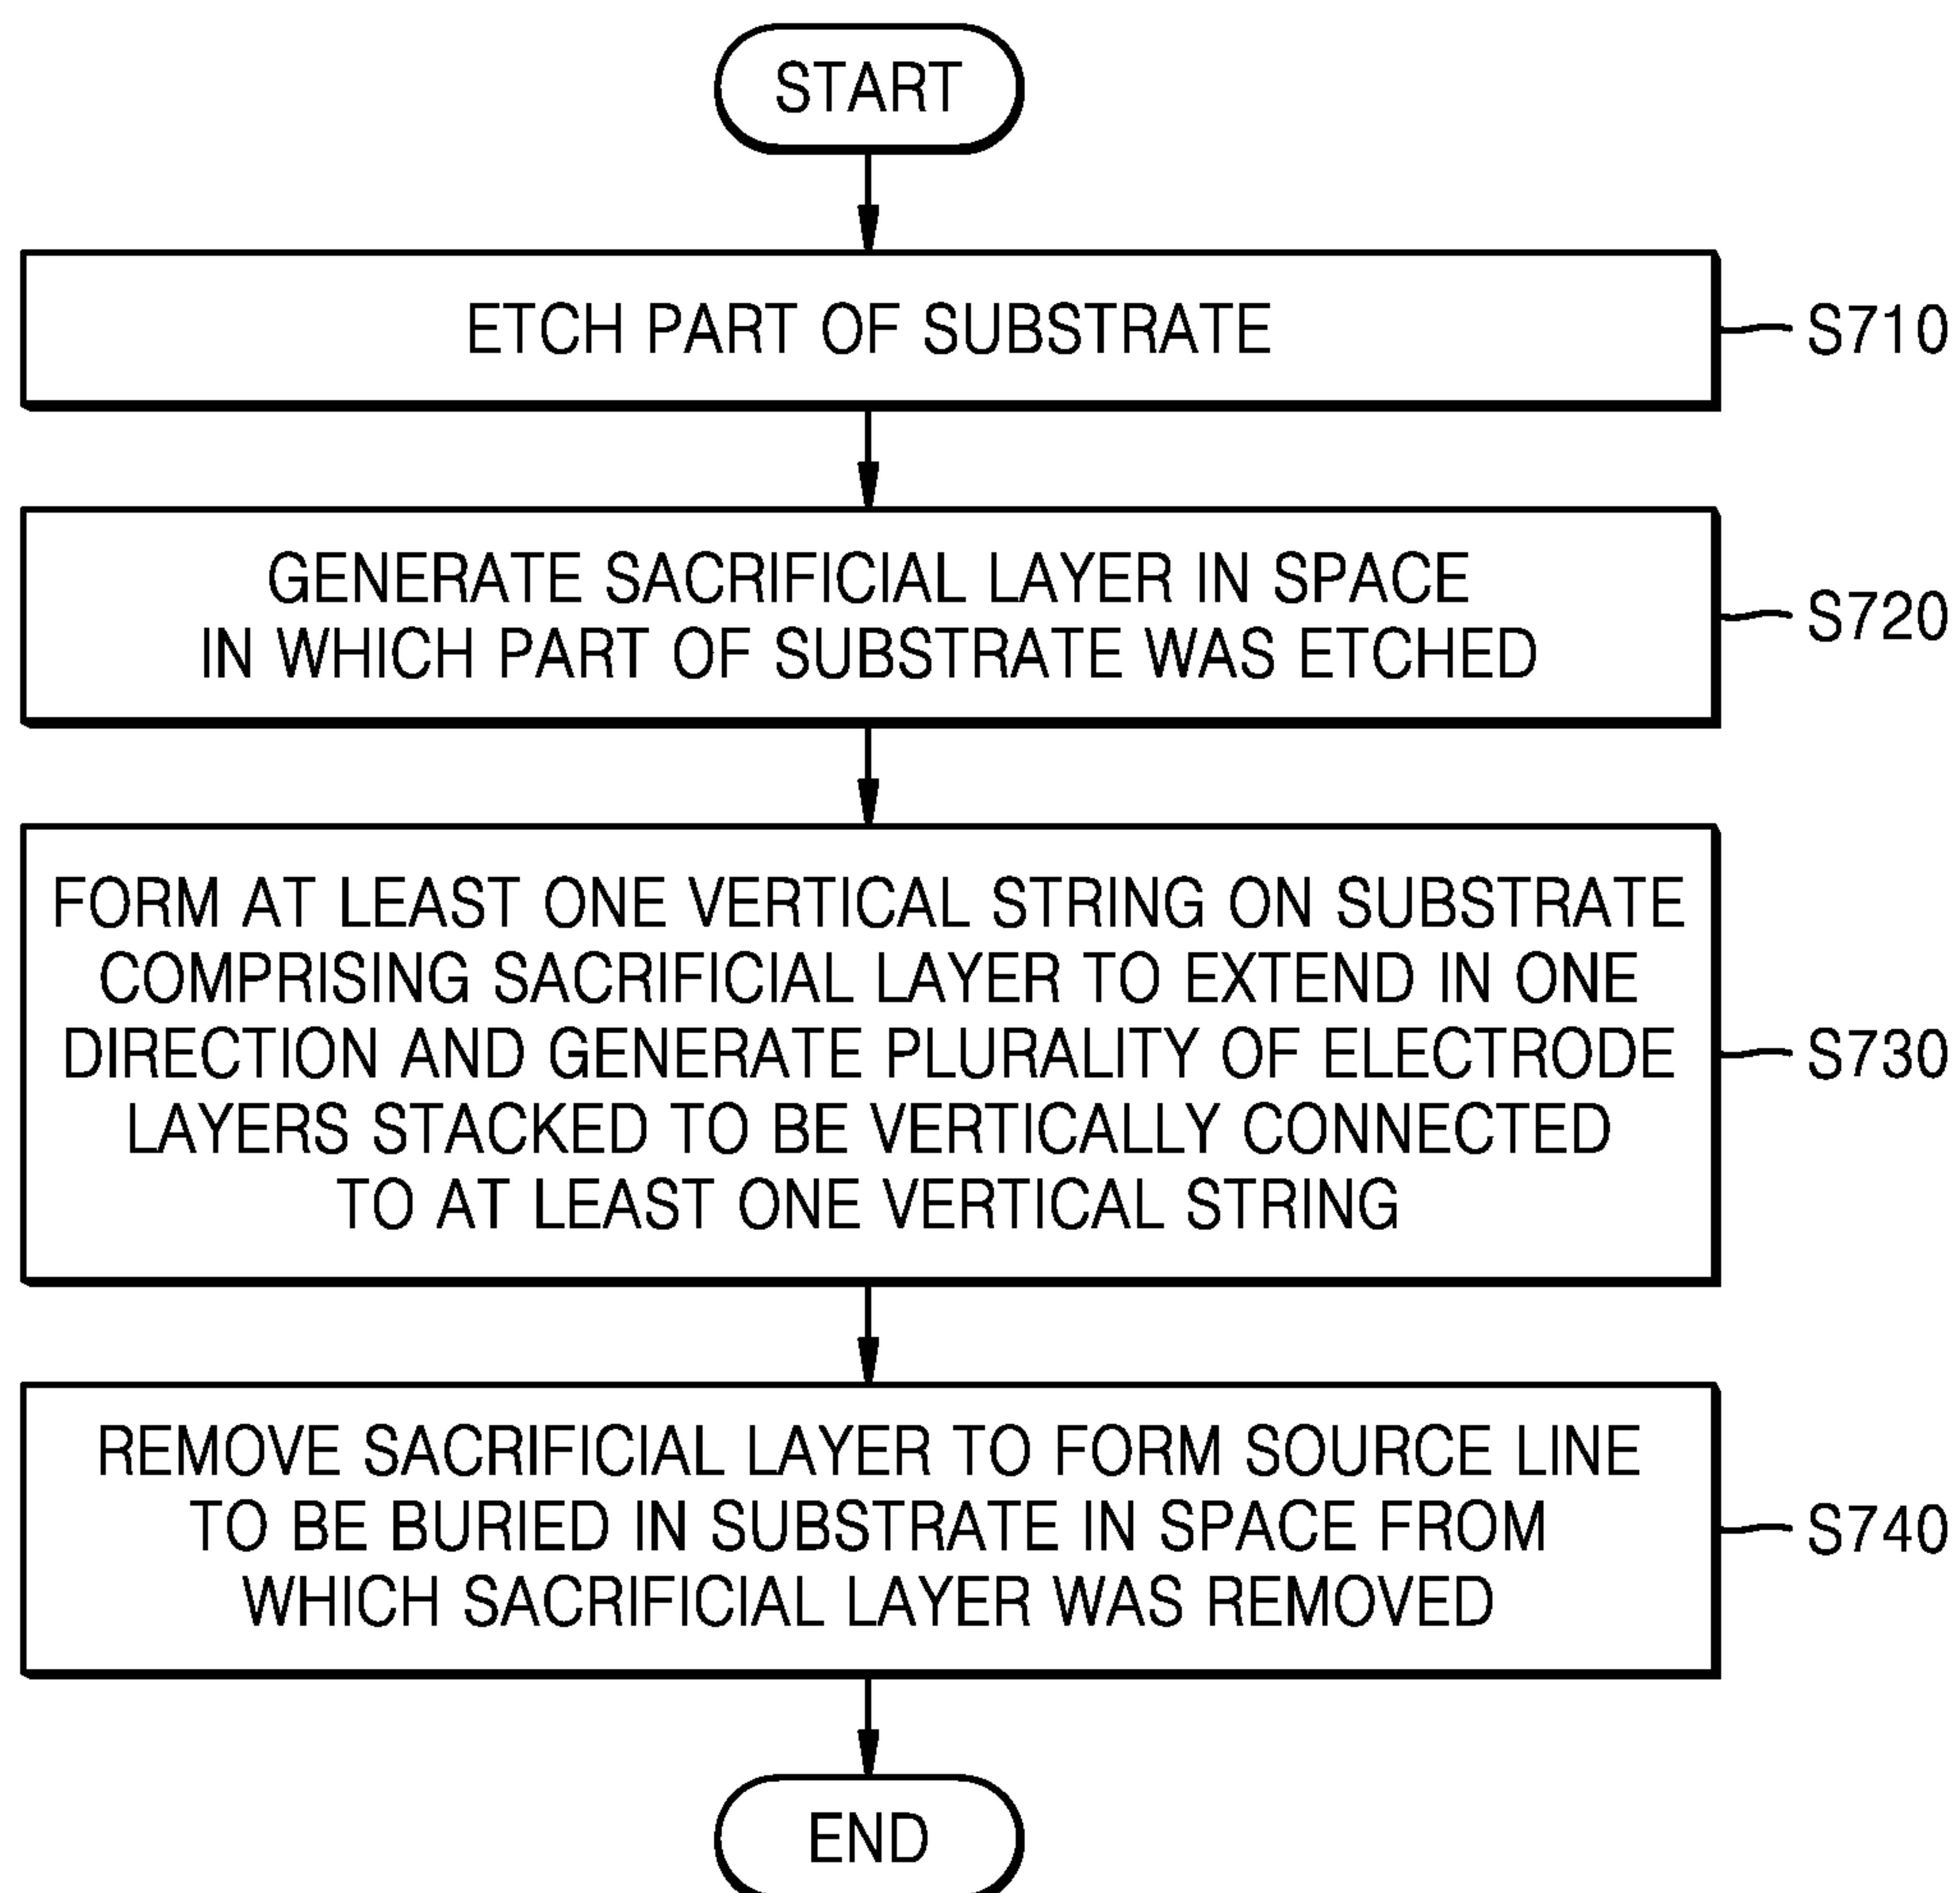 START
ETCH PART OF SUBSTRATE
S710
GENERATE SACRIFICIAL LAYER IN SPACE
IN WHICH PART OF SUBSTRATE WAS ETCHED
S720
FORM AT LEAST ONE VERTICAL STRING ON SUBSTRATE
COMPRISING SACRIFICIAL LAYER TO EXTEND IN ONE
DIRECTION AND GENERATE PLURALITY OF ELECTRODE
LAYERS STACKED TO BE VERTICALLY CONNECTED
TO AT LEAST ONE VERTICAL STRING
S730
REMOVE SACRIFICIAL LAYER TO FORM SOURCE LINE
TO BE BURIED IN SUBSTRATE IN SPACE FROM
WHICH SACRIFICIAL LAYER WAS REMOVED
S740
END